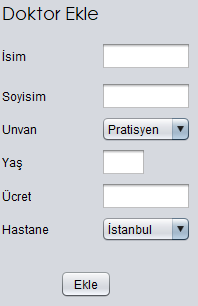 Doktor Ekle
İsim
Soyisim
Unvan Pratisyen
Yaş
Ücret
Hastane İstanbul
Ekle